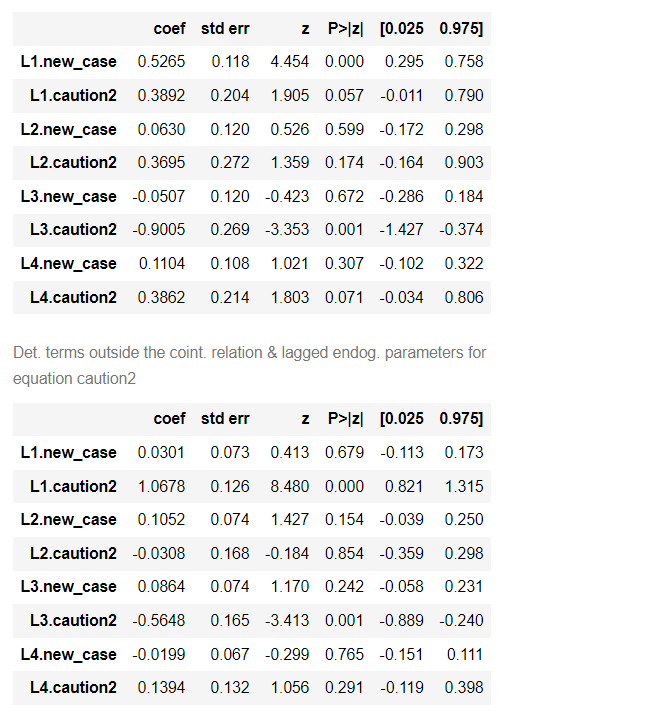 coef std err z P>|z| [0.025 0.975]
L1.new_case 0.5265 0.118 4.454 0.000 0.295 0.758
L1.caution2 0.3892 0.204 1.905 0.057 -0.011 0.790
L2.new_case 0.0630 0.120 0.526 0.599 -0.172 0.298
L2.caution2 0.3695 0.272 1.359 0.174 -0.164 0.903
L3.new_case -0.0507 0.120 -0.423 0.672 -0.286 0.184
L3.caution2 -0.9005 0.269 -3.353 0.001 -1.427 -0.374
L4.new_case 0.1104 0.108 1.021 0.307 -0.102 0.322
L4.caution2 0.3862 0.214 1.803 0.071 -0.034 0.806
Det. terms outside the coint. relation & lagged endog. parameters for
equation caution2
coef std err z P>|z| [0.025 0.975]
L1.new_case 0.0301 0.073 0.413 0.679 -0.113 0.173
L1.caution2 1.0678 0.126 8.480 0.000 0.821 1.315
L2.new_case 0.1052 0.074 1.427 0.154 -0.039 0.250
L2.caution2 -0.0308 0.168 -0.184 0.854 -0.359 0.298
L3.new_case 0.0864 0.074 1.170 0.242 -0.058 0.231
L3.caution2 -0.5648 0.165 -3.413 0.001 -0.889 -0.240
L4.new_case -0.0199 0.067 -0.299 0.765 -0.151 0.111
L4.caution2 0.1394 0.132 1.056 0.291 -0.119 0.398